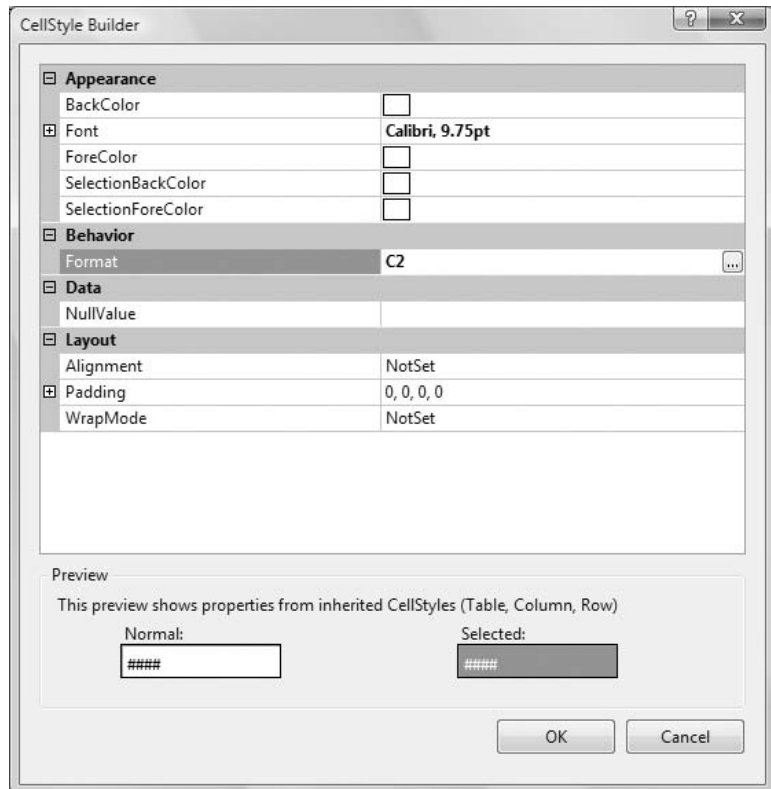 CellStyle Builder
Appearance
BackColor
Font Calibri, 9.75pt
ForeColor
SelectionBackColor
SelectionForeColor
Behavior
Format C2 ...
Data
NullValue
Layout
Alignment NotSet
Padding 0, 0, 0, 0
WrapMode NotSet
Preview
This preview shows properties from inherited CellStyles (Table, Column, Row)
Normal: Selected:
#### ####
OK Cancel